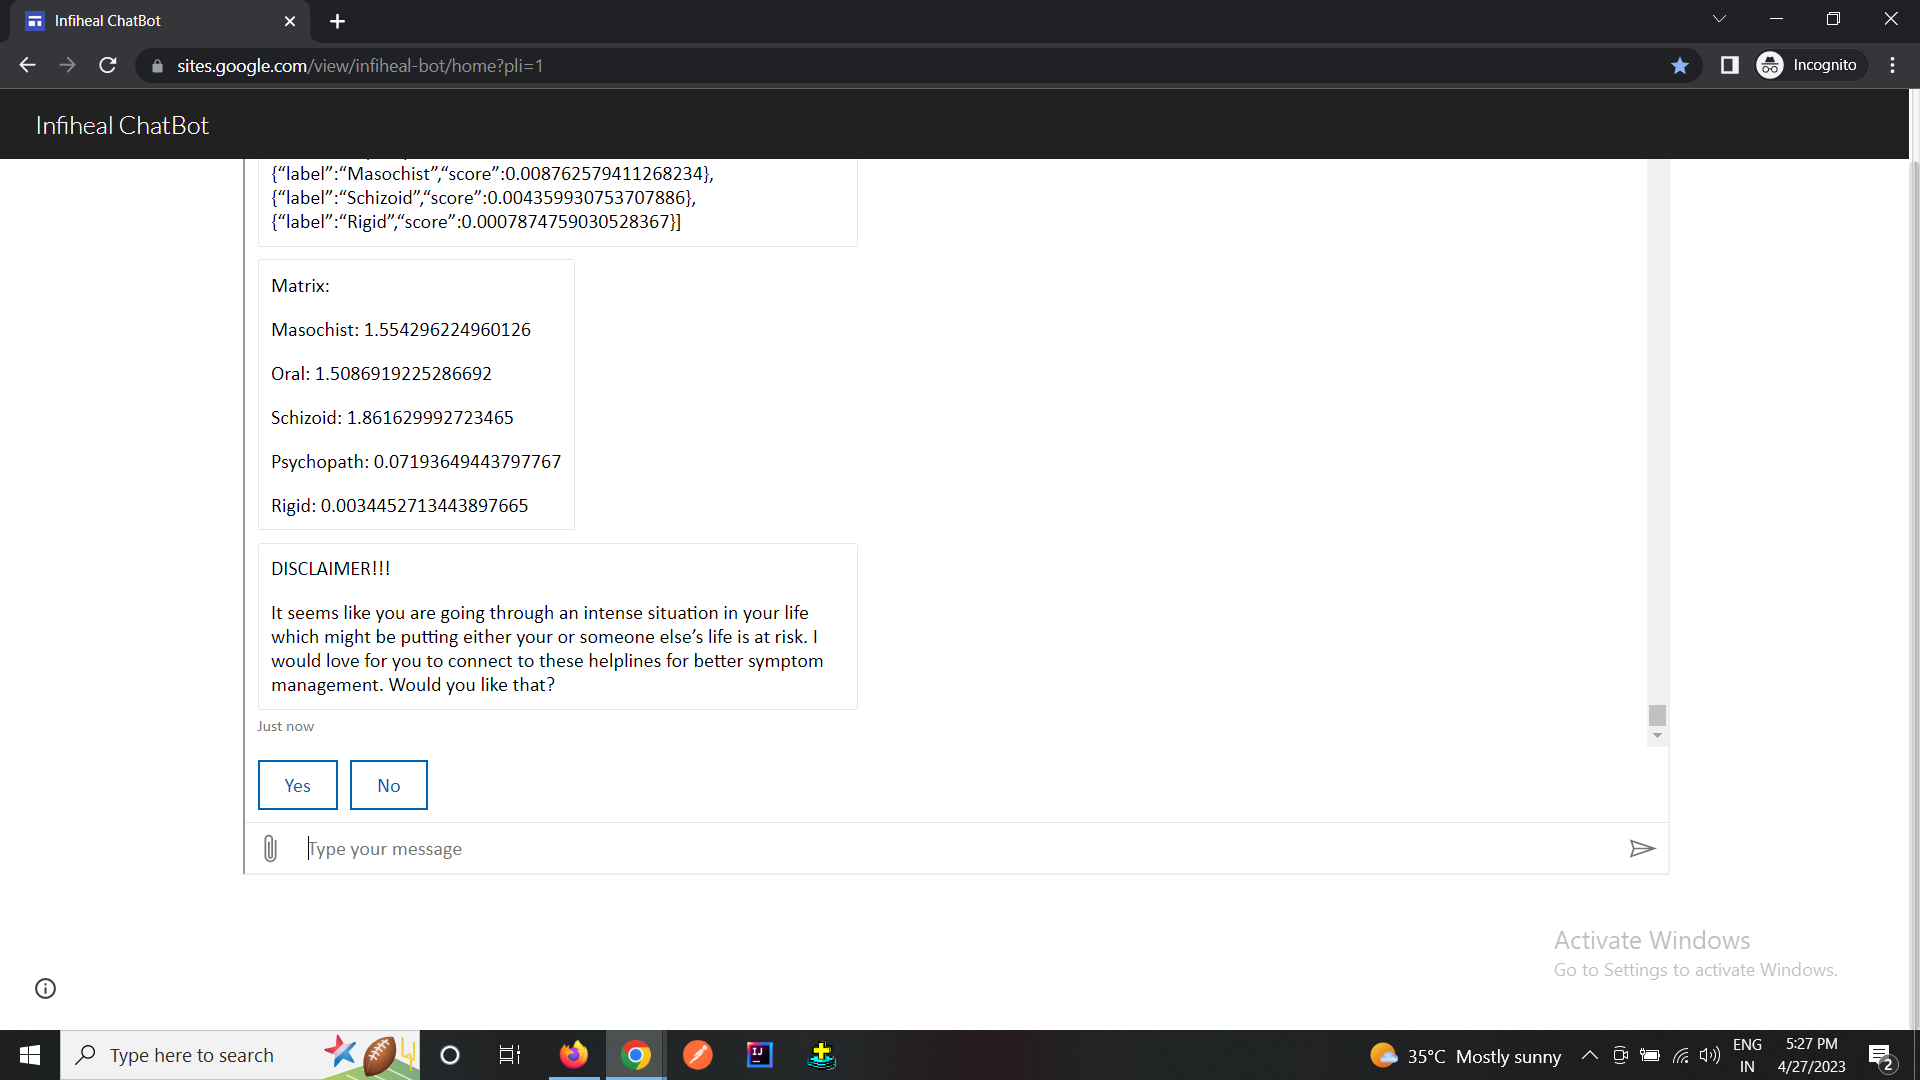 Infiheal ChatBot
sites.google.com/view/infiheal-bot/home?pli=1
Incognito
Infiheal ChatBot
{“label”:“Masochist”,“score”:0.008762579411268234},
{“label”:“Schizoid”,“score”:0.004359930753707886},
{“label”:“Rigid”,“score”:0.0007874759030528367}]
Matrix:
Masochist: 1.554296224960126
Oral: 1.5086919225286692
Schizoid: 1.861629992723465
Psychopath: 0.07193649443797767
Rigid: 0.0034452713443897665
DISCLAIMER!!!
It seems like you are going through an intense situation in your life
which might be putting either your or someone else’s life is at risk. I
would love for you to connect to these helplines for better symptom
management. Would you like that?
Just now
Yes No
Type your message
Activate Windows
Go to Settings to activate Windows.
Type here to search
IJ
35°C Mostly sunny
ENG
IN
5:27 PM
4/27/2023
2